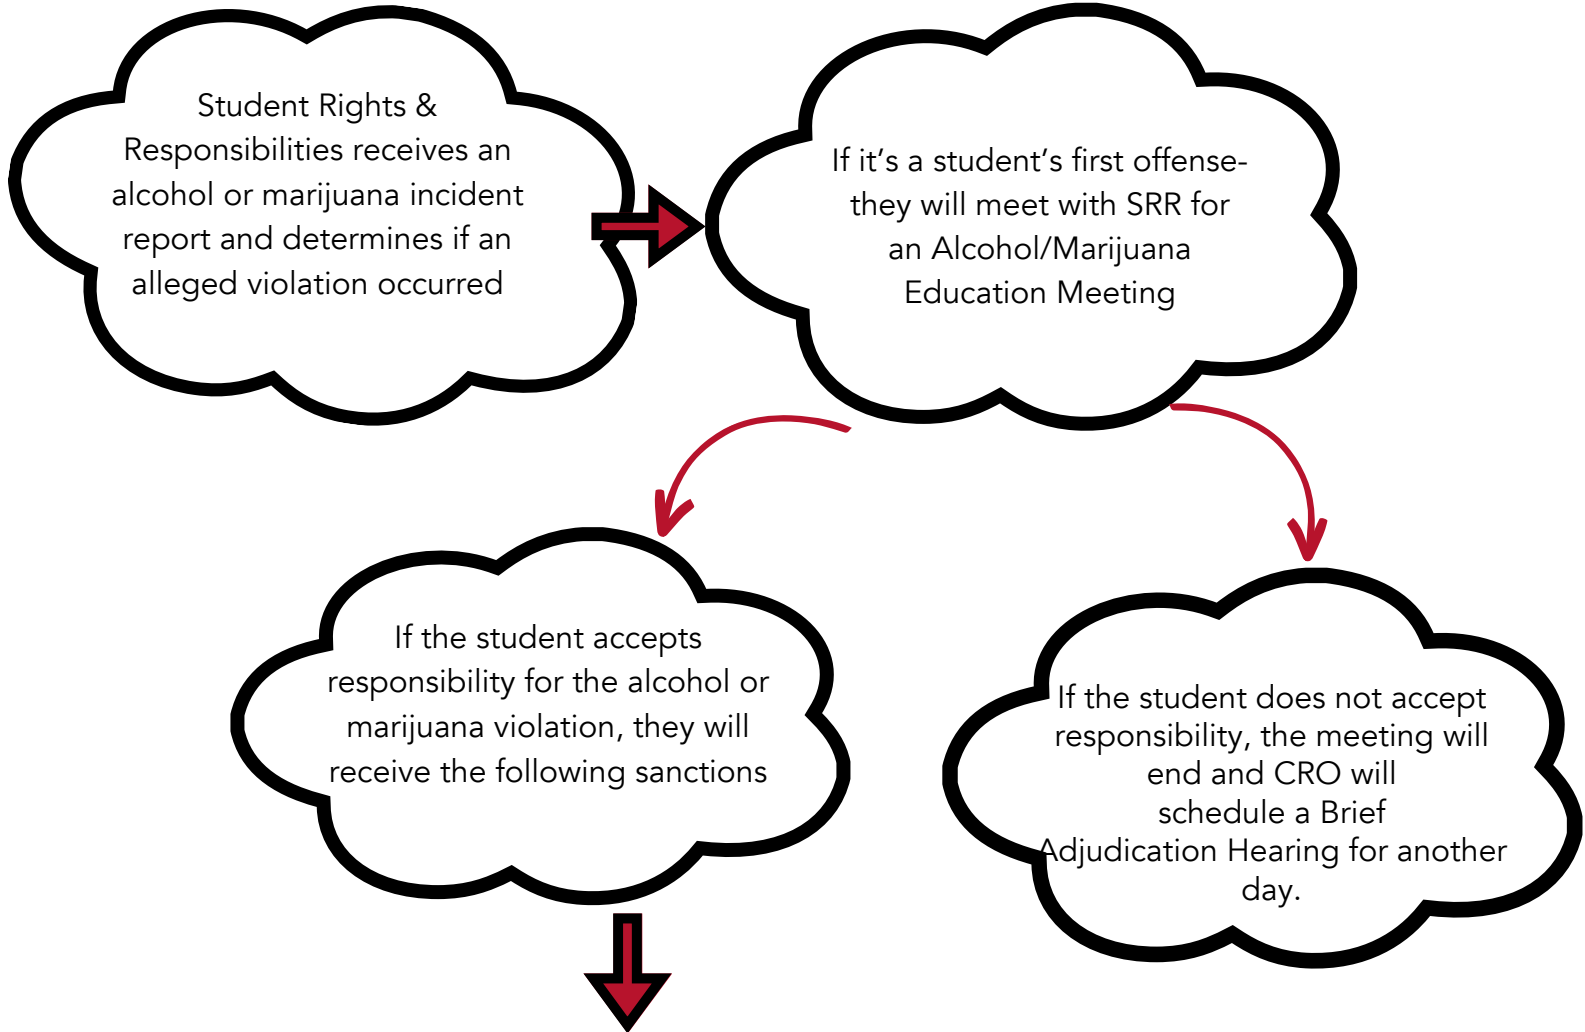 Student Rights &
Responsibilities receives an
alcohol or marijuana incident
report and determines if an
alleged violation occurred
If it’s a student’s first offense-
they will meet with SRR for
an Alcohol/Marijuana
Education Meeting
If the student accepts
responsibility for the alcohol or
marijuana violation, they will
receive the following sanctions
If the student does not accept
responsibility, the meeting will
end and CRO will
schedule a Brief
Adjudication Hearing for another
day.